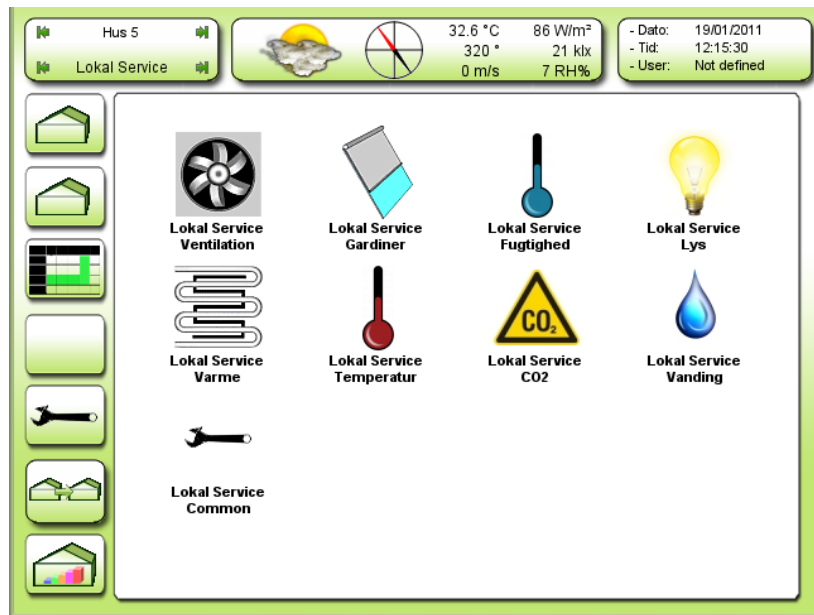 Hus 5
Lokal Service
32.6 °C 86 W/m²
320 ° 21 klx
0 m/s 7 RH%
- Dato: 19/01/2011
- Tid: 12:15:30
- User: Not defined
Lokal Service
Ventilation
Lokal Service
Gardiner
Lokal Service
Fugtighed
Lokal Service
Lys
Lokal Service
Varme
Lokal Service
Temperatur
CO₂
Lokal Service
CO2
Lokal Service
Vanding
Lokal Service
Common